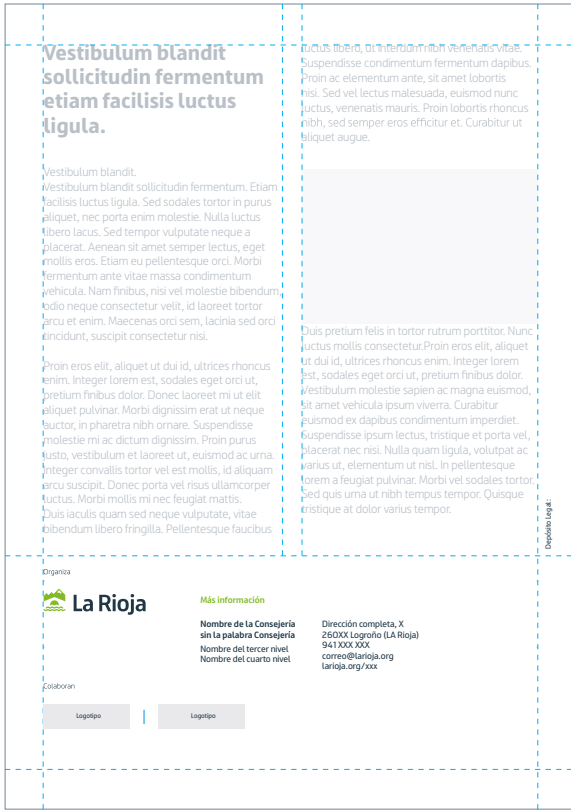 Vestibulum blandit
sollicitudin fermentum
etiam facilisis luctus
ligula.
Vestibulum blandit.
Vestibulum blandit sollicitudin fermentum. Etiam
facilisis luctus ligula. Sed sodales tortor in purus
aliquet, nec porta enim molestie. Nulla luctus
libero lacus. Sed tempor vulputate neque a
placerat. Aenean sit amet semper lectus, eget
mollis eros. Etiam eu pellentesque orci. Morbi
fermentum ante vitae massa condimentum
vehicula. Nam finibus, nisi vel molestie bibendum,
odio neque consectetur velit, id laoreet tortor
arcu et enim. Maecenas orci sem, lacinia sed orci
tincidunt, suscipit consectetur nisi.
Proin eros elit, aliquet ut dui id, ultrices rhoncus
enim. Integer lorem est, sodales eget orci ut,
pretium finibus dolor. Donec laoreet mi ut elit
aliquet pulvinar. Morbi dignissim erat ut neque
auctor, in pharetra nibh ornare. Suspendisse
molestie mi ac dictum dignissim. Proin purus
justo, vestibulum et laoreet ut, euismod ac urna.
Integer convallis tortor vel est mollis, id aliquam
arcu suscipit. Donec porta vel risus ullamcorper
luctus. Morbi mollis mi nec feugiat mattis.
Duis iaculis quam sed neque vulputate, vitae
bibendum libero fringilla. Pellentesque faucibus
luctus libero, ut interdum nibh venenatis vitae.
Suspendisse condimentum fermentum dapibus.
Proin ac elementum ante, sit amet lobortis
nisi. Sed vel lectus malesuada, euismod nunc
luctus, venenatis mauris. Proin lobortis rhoncus
nibh, sed semper eros efficitur et. Curabitur ut
aliquet augue.
Duis pretium felis in tortor rutrum porttitor. Nunc
luctus mollis consectetur.Proin eros elit, aliquet
ut dui id, ultrices rhoncus enim. Integer lorem
est, sodales eget orci ut, pretium finibus dolor.
Vestibulum molestie sapien ac magna euismod,
sit amet vehicula ipsum viverra. Curabitur
euismod ex dapibus condimentum imperdiet.
Suspendisse ipsum lectus, tristique et porta vel,
placerat nec nisi. Nulla quam ligula, volutpat ac
varius ut, elementum ut nisl. In pellentesque
lorem a feugiat pulvinar. Morbi vel sodales tortor.
Sed quis urna ut nibh tempus tempor. Quisque
tristique at dolor varius tempor.
Depósito Legal:
Organiza
La Rioja
Más información
Nombre de la Consejería
sin la palabra Consejería
Nombre del tercer nivel
Nombre del cuarto nivel
Dirección completa, X
260XX Logroño (LA Rioja)
941 XXX XXX
correo@larioja.org
larioja.org/xxx
Colaboran
Logotipo
Logotipo